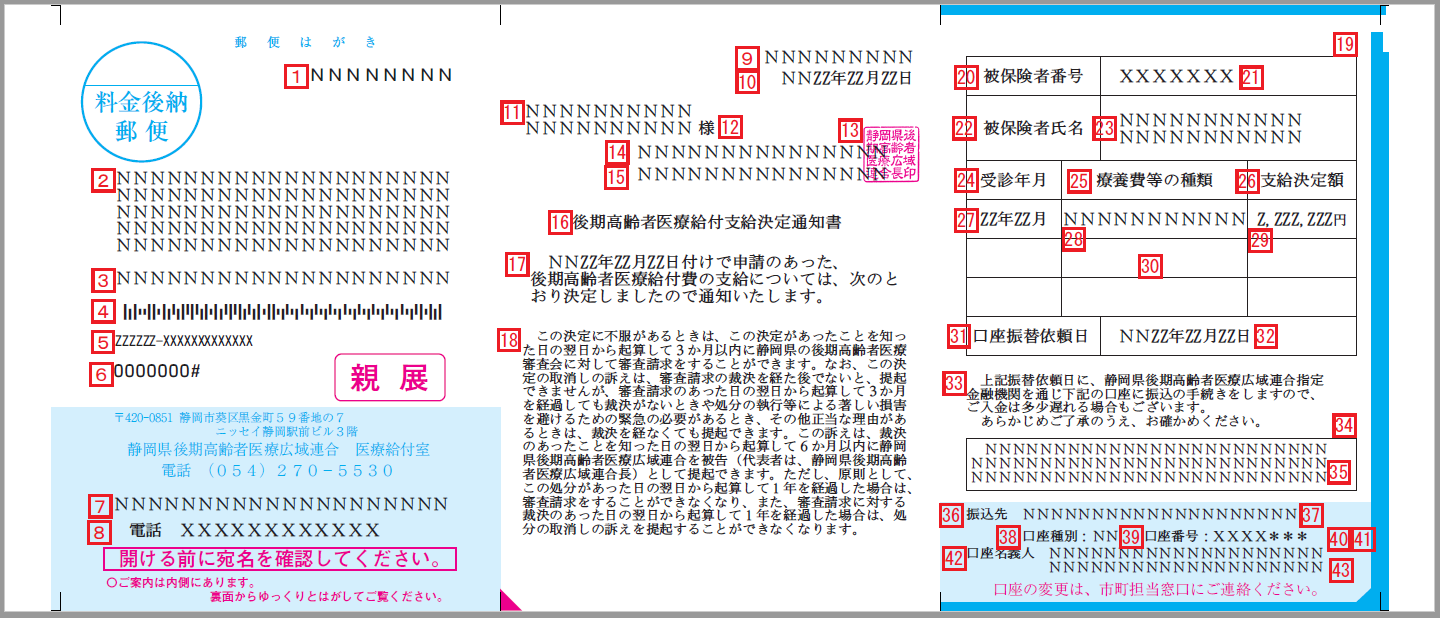 郵便はがき
1 NNNNNNNN
料金後納
郵便
2 NNNNNNNNNNNNNNNNNNNN
NNNNNNNNNNNNNNNNNNNN
NNNNNNNNNNNNNNNNNNNN
NNNNNNNNNNNNNNNNNNNN
NNNNNNNNNNNNNNNNNNNN
3 NNNNNNNNNNNNNNNNNNNN
4
5 ZZZZZZ-XXXXXXXXXXXXX
6 0000000#
親展
〒420-0851 静岡市葵区黒金町59番地の7
ニッセイ静岡駅前ビル3階
静岡県後期高齢者医療広域連合 医療給付室
電話 (054)270-5530
7 NNNNNNNNNNNNNNNNNNNN
8 電話 XXXXXXXXXXXX
開ける前に宛名を確認してください。
○ご案内は内側にあります。
裏面からゆっくりとはがしてご覧ください。
9 NNNNNNNNN
10 NNZZ年ZZ月ZZ日
11 NNNNNNNNNN
NNNNNNNNNN 様 12
13 静岡県後
期高齢者
医療広域
連合長印
14 NNNNNNNNNNNNNNN
15 NNNNNNNNNNNNNNN
16 後期高齢者医療給付支給決定通知書
17 NNZZ年ZZ月ZZ日付けで申請のあった、
後期高齢者医療給付費の支給については、次のと
おり決定しましたので通知いたします。
18 この決定に不服があるときは、この決定があったことを知っ
た日の翌日から起算して3か月以内に静岡県の後期高齢者医療
審査会に対して審査請求をすることができます。なお、この決
定の取消しの訴えは、審査請求の裁決を経た後でないと、提起
できませんが、審査請求のあった日の翌日から起算して3か月
を経過しても裁決がないときや処分の執行等による著しい損害
を避けるための緊急の必要があるとき、その他正当な理由があ
るときは、裁決を経なくても提起できます。この訴えは、裁決
のあったことを知った日の翌日から起算して6か月以内に静岡
県後期高齢者医療広域連合を被告(代表者は、静岡県後期高齢
者医療広域連合長)として提起できます。ただし、原則として、
この処分があった日の翌日から起算して1年を経過した場合は、
審査請求をすることができなくなり、また、審査請求に対する
裁決のあった日の翌日から起算して1年を経過した場合は、処
分の取消しの訴えを提起することができなくなります。
19
20 被保険者番号 XXXXXXX 21
22 被保険者氏名 23 NNNNNNNNNNN
NNNNNNNNNNN
24 受診年月 25 療養費等の種類 26 支給決定額
27 ZZ年ZZ月 NNNNNNNNNNN Z,ZZZ,ZZZ円
28 29
30
31 口座振替依頼日 NNZZ年ZZ月ZZ日 32
33 上記振替依頼日に、静岡県後期高齢者医療広域連合指定
金融機関を通じ下記の口座に振込の手続きをしますので、
ご入金は多少遅れる場合もございます。
あらかじめご了承のうえ、お確かめください。
34
NNNNNNNNNNNNNNNNNNNNNNNNN
NNNNNNNNNNNNNNNNNNNNNNNNNN 35
NNNNNNNNNNNNNNNNNNNNNNNNNN
36 振込先 NNNNNNNNNNNNNNNNNNNN 37
38 口座種別:NN 39 口座番号:XXXX*** 40 41
42 口座名義人 NNNNNNNNNNNNNNNNNNNN
NNNNNNNNNNNNNNNNNNNN 43
口座の変更は、市町担当窓口にご連絡ください。